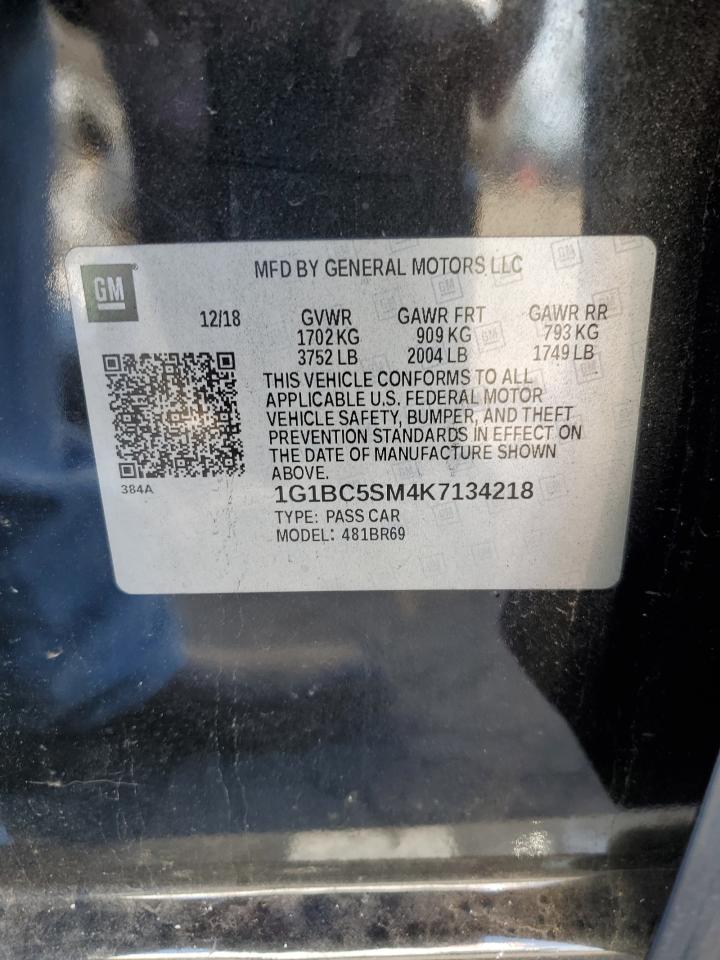 GM
MFD BY GENERAL MOTORS LLC
12/18 GVWR GAWR FRT GAWR RR
1702 KG 909 KG 793 KG
3752 LB 2004 LB 1749 LB
THIS VEHICLE CONFORMS TO ALL
APPLICABLE U.S. FEDERAL MOTOR
VEHICLE SAFETY, BUMPER, AND THEFT
PREVENTION STANDARDS IN EFFECT ON
THE DATE OF MANUFACTURE SHOWN
ABOVE.
384A
1G1BC5SM4K7134218
TYPE: PASS CAR
MODEL: 481BR69